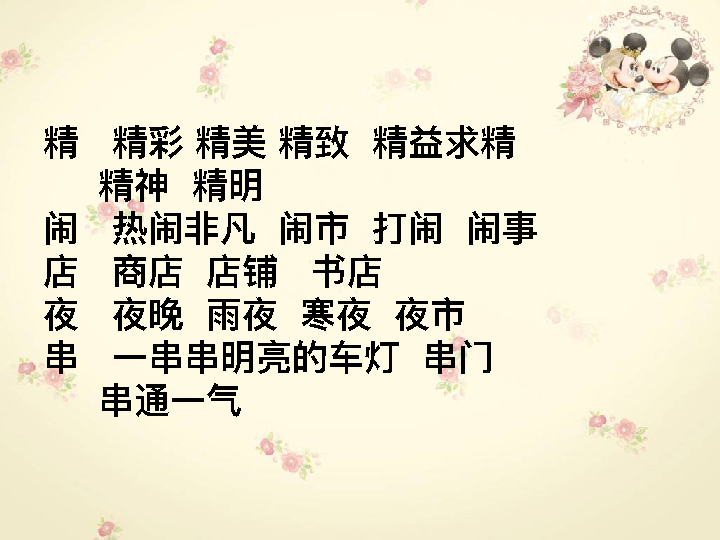 精 精彩 精美 精致 精益求精
精神 精明
闹 热闹非凡 闹市 打闹 闹事
店 商店 店铺 书店
夜 夜晚 雨夜 寒夜 夜市
串 一串串明亮的车灯 串门
串通一气